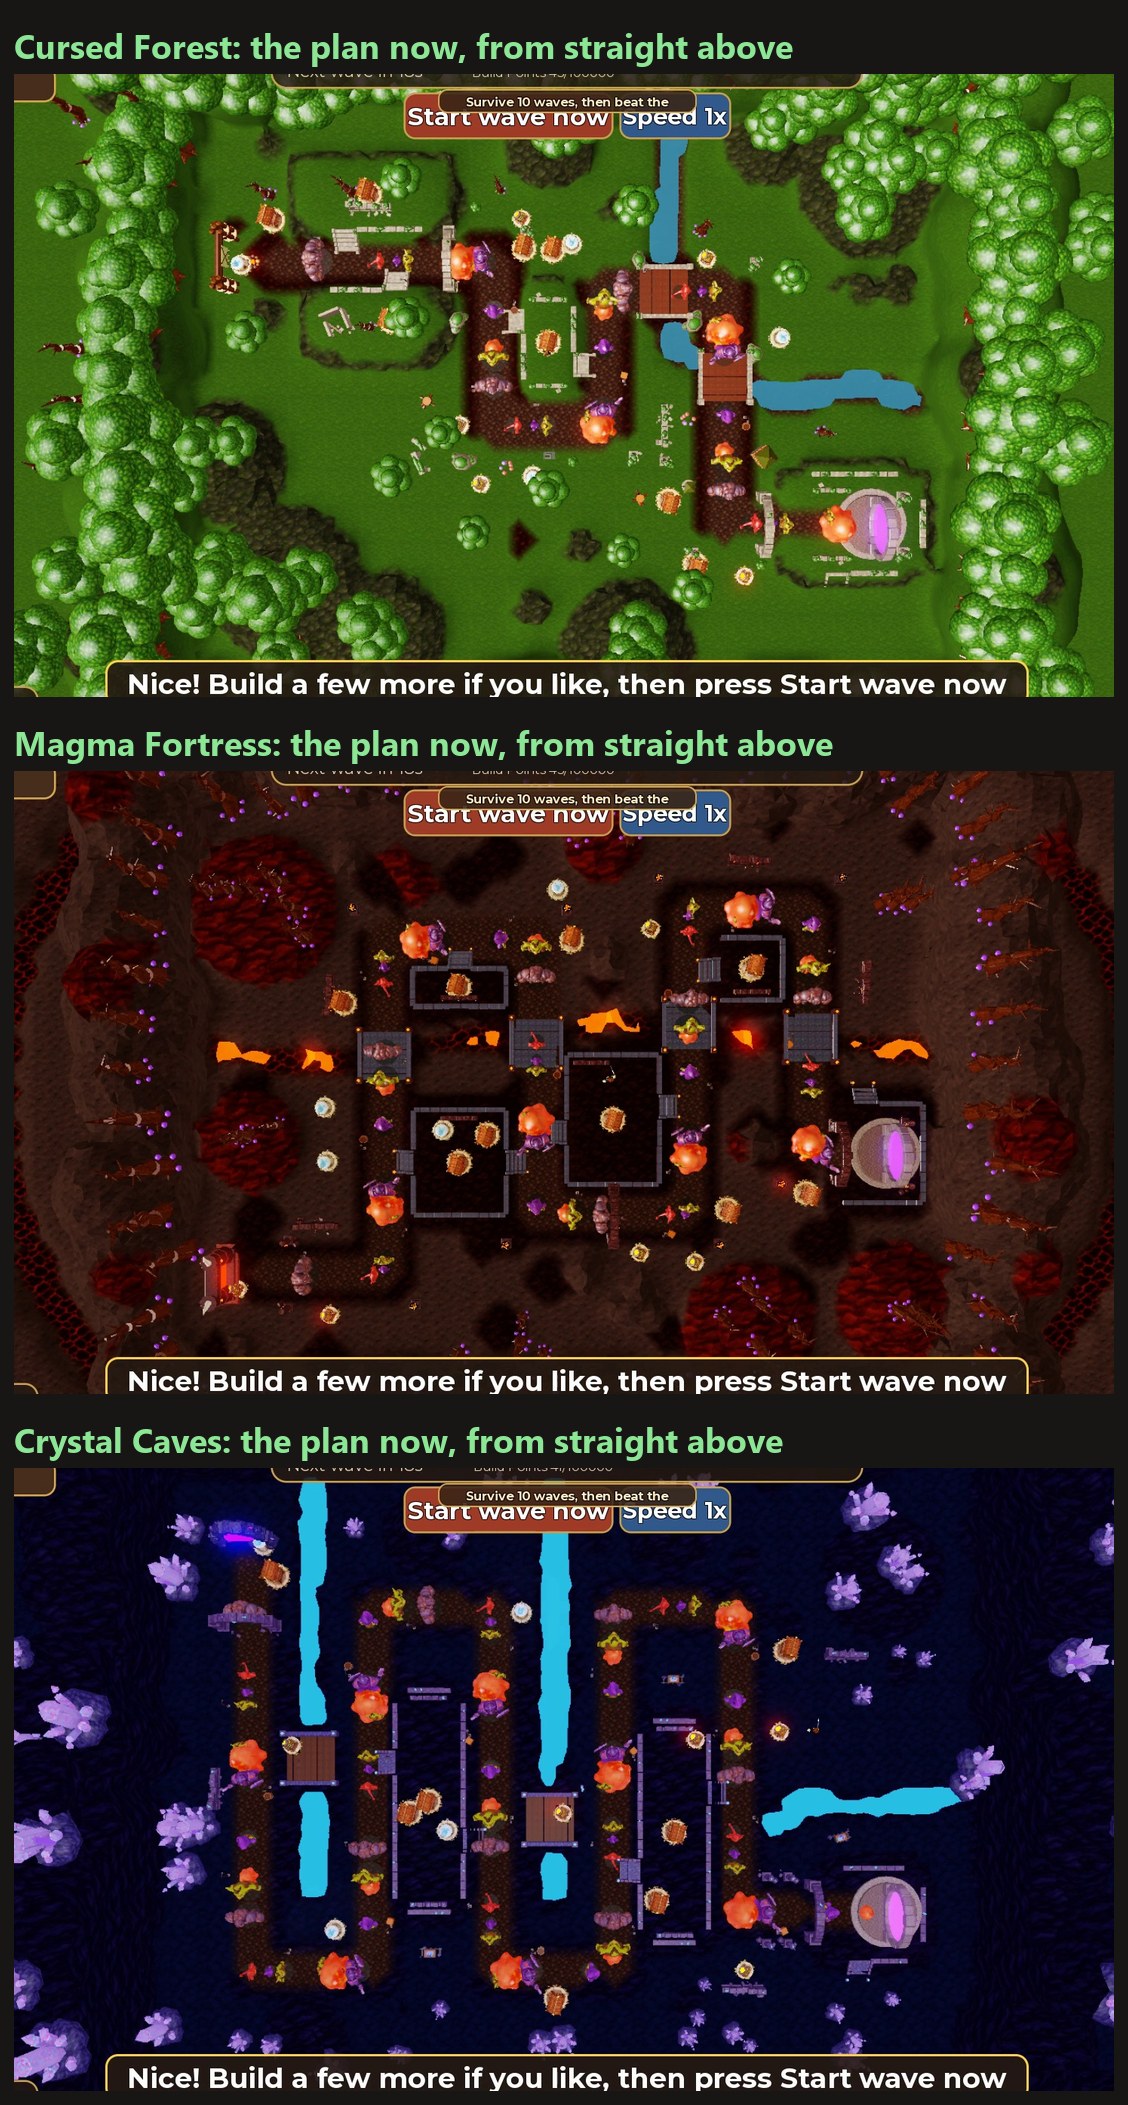 Cursed Forest: the plan now, from straight above
Survive 10 waves, then beat the
Start wave now
Speed 1x
Nice! Build a few more if you like, then press Start wave now
Magma Fortress: the plan now, from straight above
Survive 10 waves, then beat the
Start wave now
Speed 1x
Nice! Build a few more if you like, then press Start wave now
Crystal Caves: the plan now, from straight above
Survive 10 waves, then beat the
Start wave now
Speed 1x
Nice! Build a few more if you like, then press Start wave now